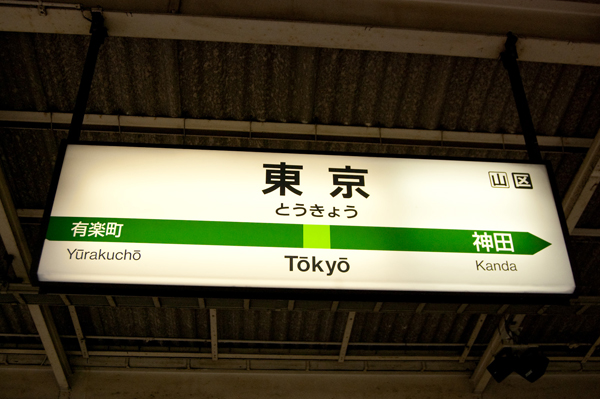 東京
山区
とうきょう
有楽町
神田
Yūrakuchō
Tōkyō
Kanda